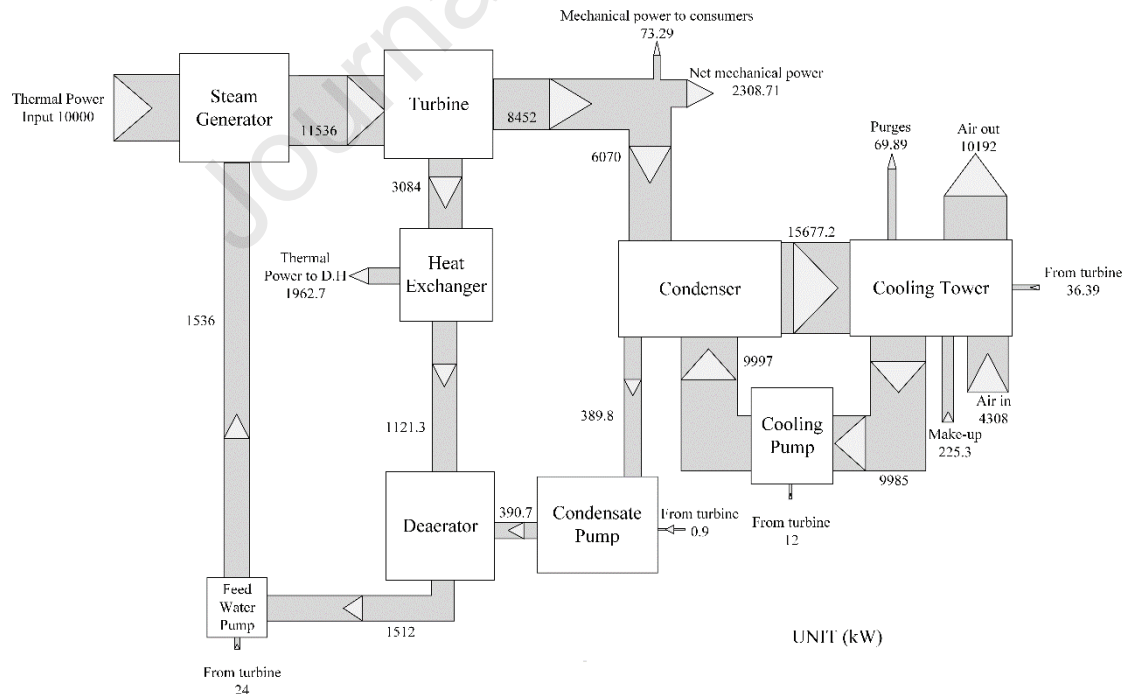 Journa
Mechanical power to consumers
73.29
Net mechanical power
2308.71
Thermal Power
Input 10000
Steam
Generator
11536
Turbine
8452
Purges
69.89
Air out
10192
6070
3084
15677.2
Thermal
Power to D.H
1962.7
Heat
Exchanger
Condenser
Cooling Tower
From turbine
36.39
1536
9997
389.8
Air in
4308
1121.3
Cooling
Pump
Make-up
225.3
9985
Deaerator
390.7
Condensate
Pump
From turbine
0.9
From turbine
12
Feed
Water
Pump
1512
UNIT (kW)
From turbine
24